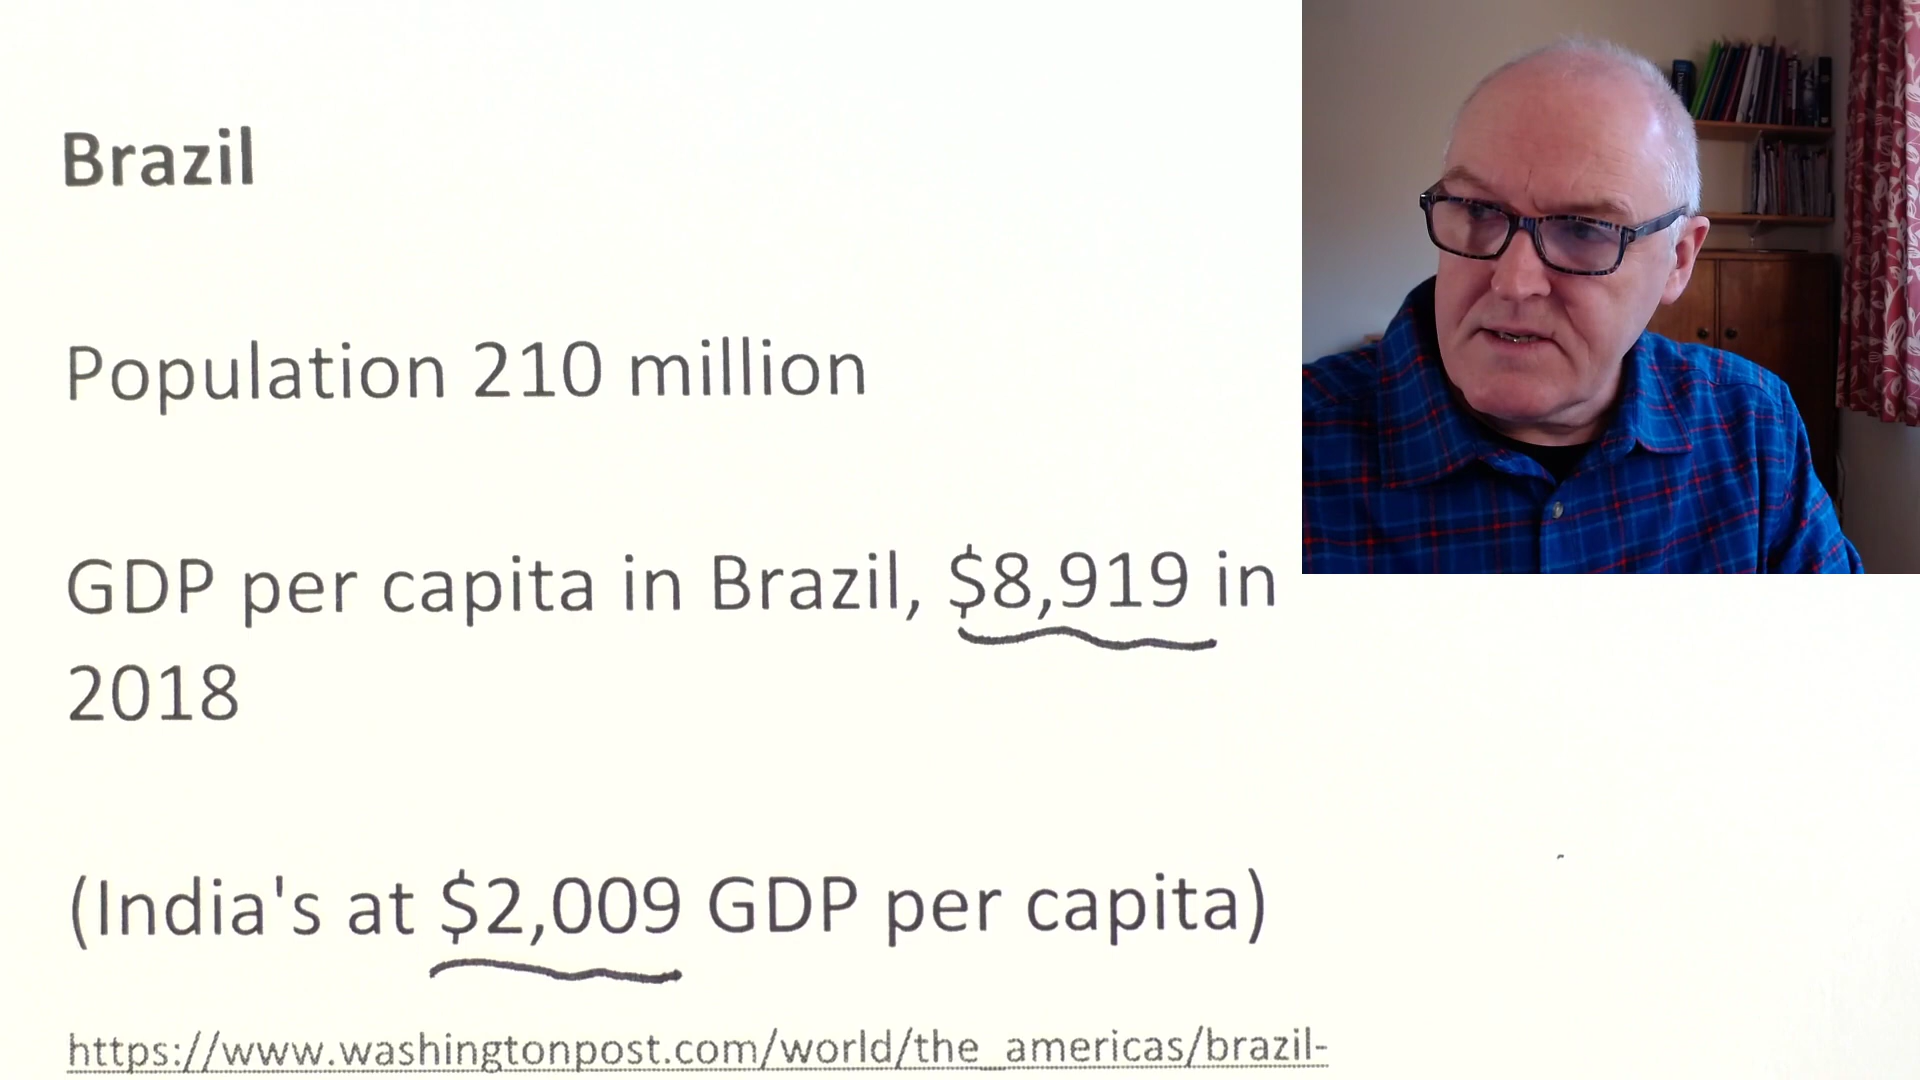 Brazil
Population 210 million
GDP per capita in Brazil, $8,919 in
2018
(India's at $2,009 GDP per capita)
https://www.washingtonpost.com/world/the_americas/brazil-